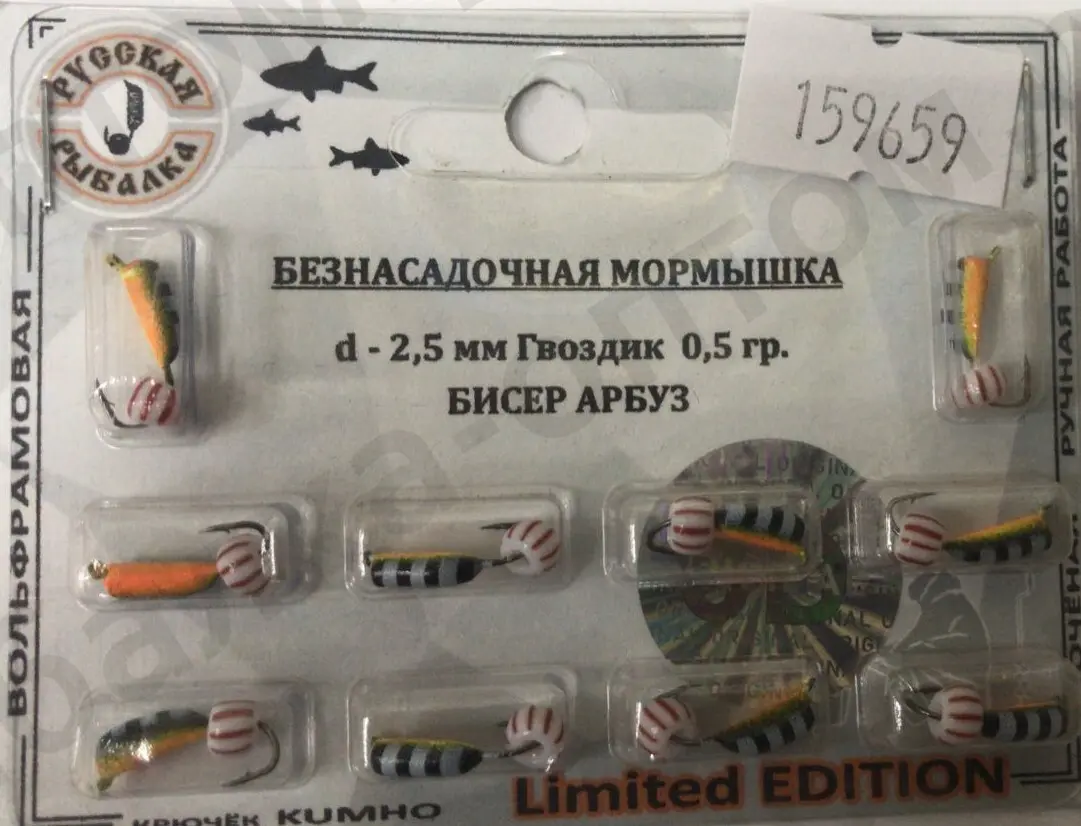 РУССКАЯ
РЫБАЛКА
159659
БЕЗНАСАДОЧНАЯ МОРМЫШКА
d - 2,5 мм Гвоздик 0,5 гр.
БИСЕР АРБУЗ
ВОЛЬФРАМОВАЯ
РУЧНАЯ РАБОТА
Limited EDITION
КРЮЧЁК KUMHO